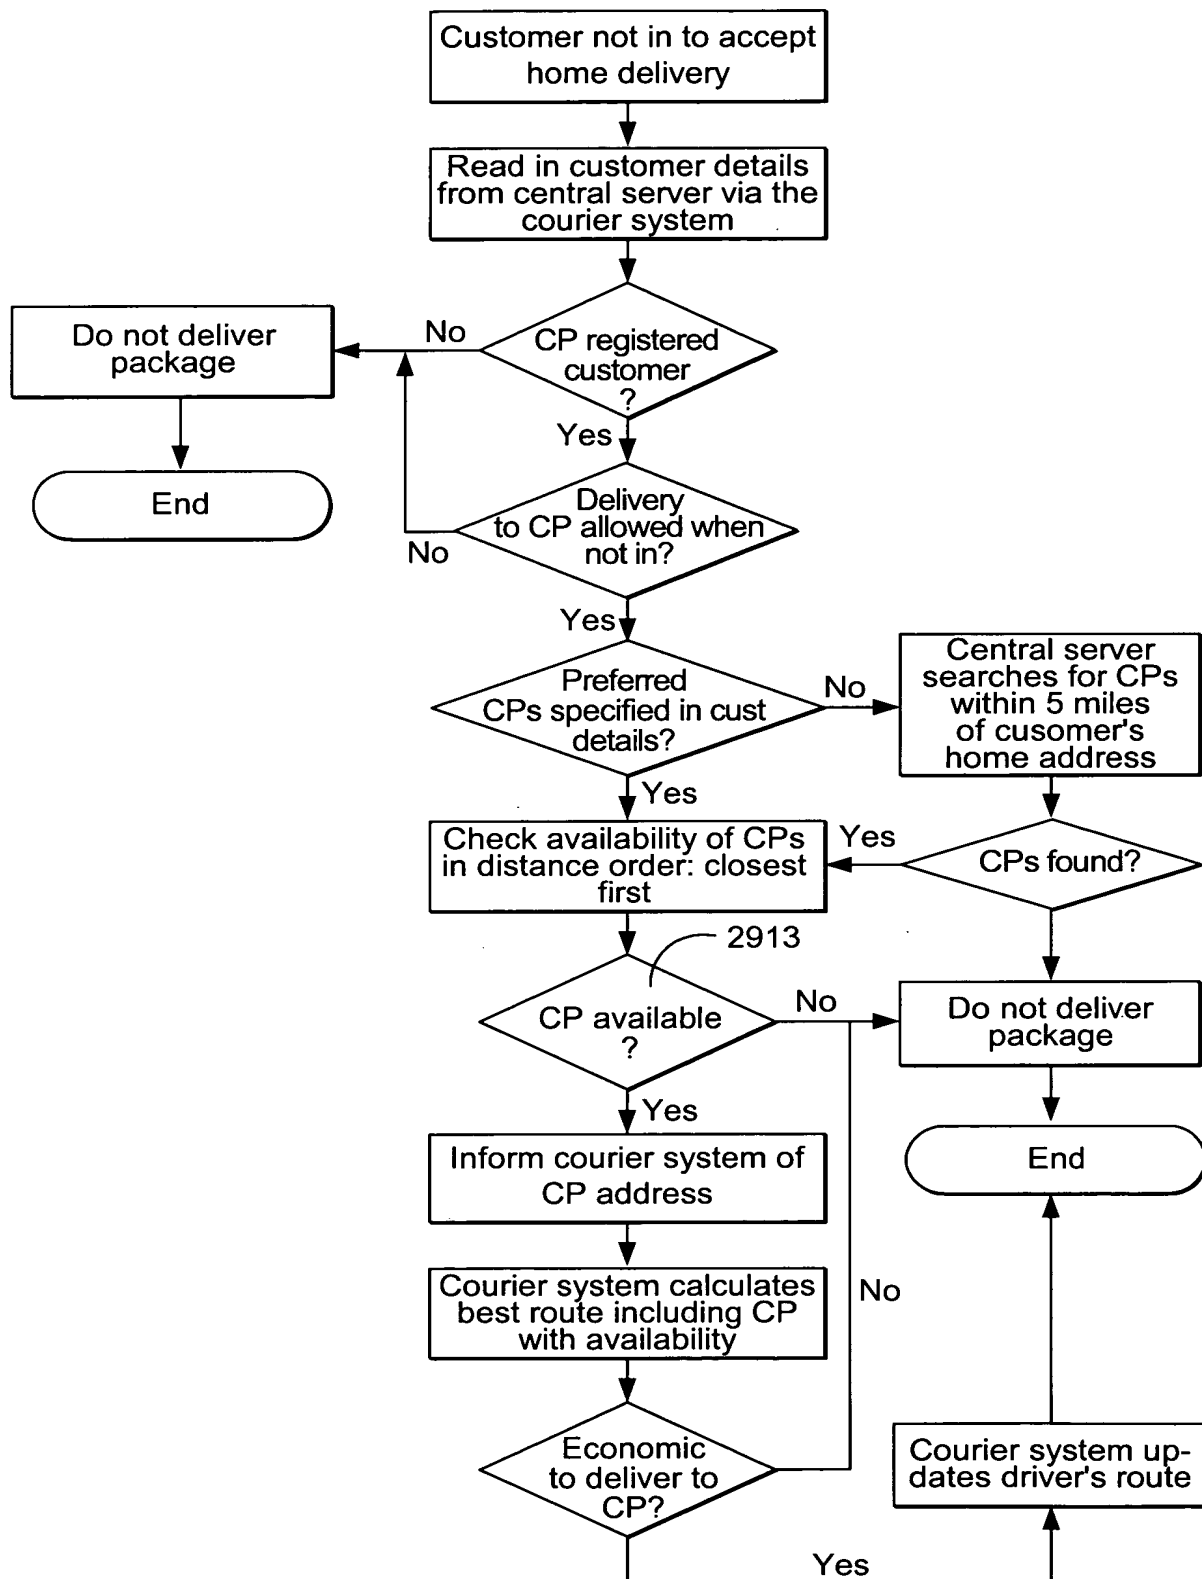 Customer not in to accept
home delivery
Read in customer details
from central server via the
courier system
Do not deliver
package
No
CP registered
customer
?
Yes
End
Delivery
to CP allowed when
not in?
No
Yes
Preferred
CPs specified in cust
details?
No
Central server
searches for CPs
within 5 miles
of cusomer's
home address
Yes
Check availability of CPs
in distance order: closest
first
Yes
CPs found?
2913
CP available
?
No
Do not deliver
package
Yes
Inform courier system of
CP address
End
Courier system calculates
best route including CP
with availability
No
Economic
to deliver to
CP?
Courier system up-
dates driver's route
Yes